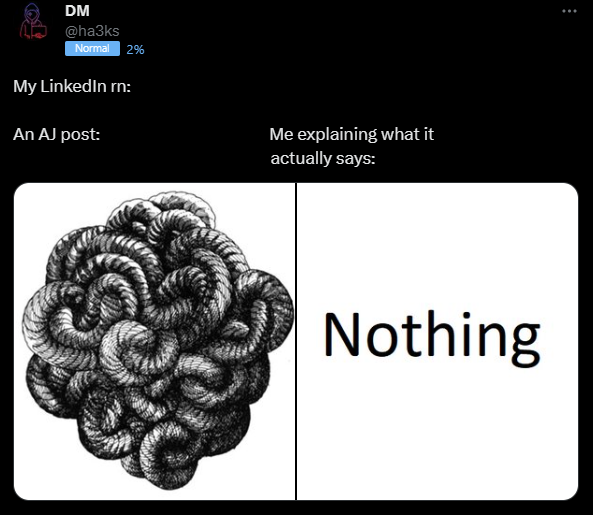 DM
@ha3ks
Normal 2%
My LinkedIn rn:
An AJ post:
Me explaining what it
actually says:
Nothing